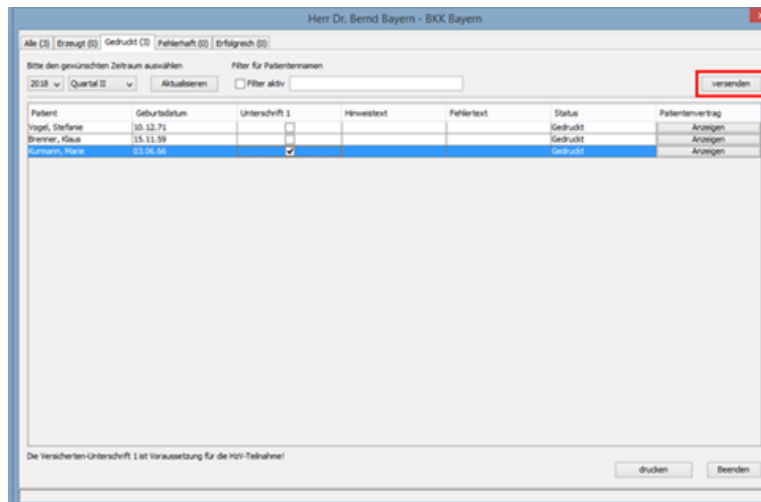 Herr Dr. Bernd Bayern - BKK Bayern
Alle (3) Erzeugt (0) Gedruckt (3) Fehlerhaft (0) Erfolgreich (0)
Bitte den gewünschten Zeitraum auswählen Filter für Patientennamen
2018 Quartal II Aktualisieren Filter aktiv versenden
Patient Geburtsdatum Unterschrift 1 Hinweistext Fehlertext Status Patientenvertrag
Vogel, Stefanie 10.12.71 Gedruckt Anzeigen
Brenner, Klaus 15.11.59 Gedruckt Anzeigen
Kurmann, Marie 03.06.66 Gedruckt Anzeigen
Die Versicherten-Unterschrift 1 ist Voraussetzung für die HzV-Teilnahme!
drucken Beenden